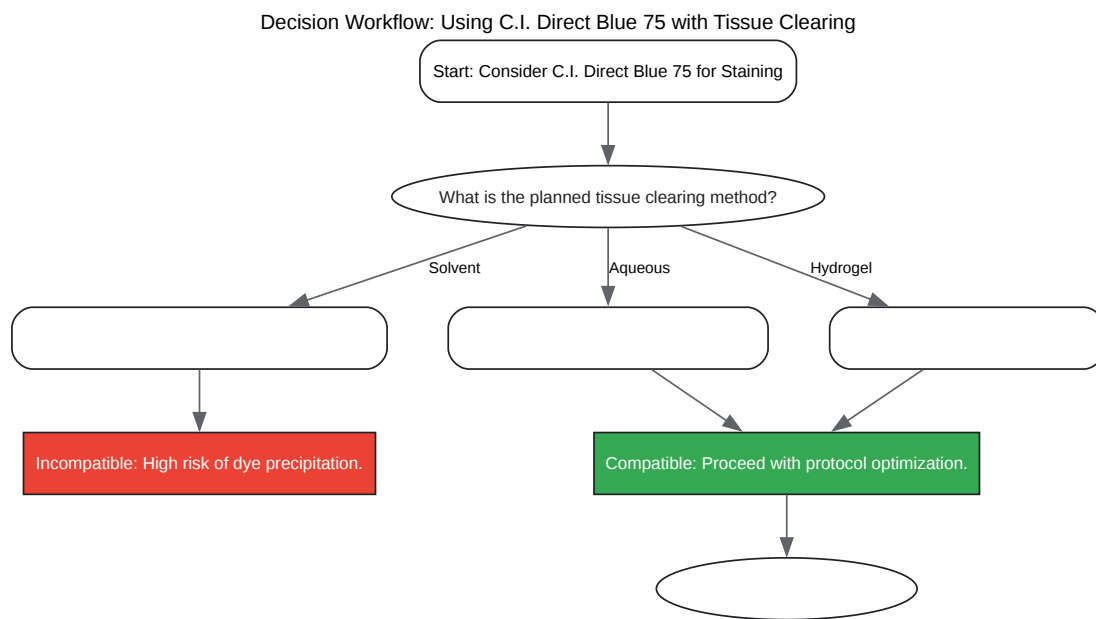 Decision Workflow: Using C.I. Direct Blue 75 with Tissue Clearing
Start: Consider C.I. Direct Blue 75 for Staining
What is the planned tissue clearing method?
Solvent
Aqueous
Hydrogel
Incompatible: High risk of dye precipitation.
Compatible: Proceed with protocol optimization.